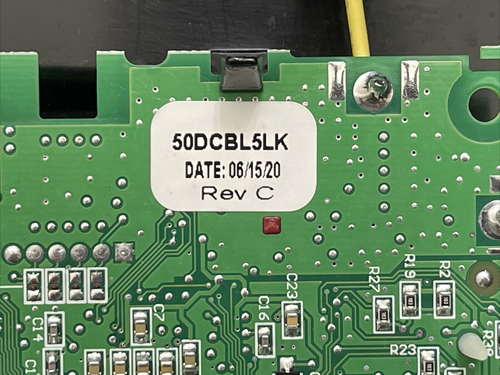 50DCBL5LK
DATE: 06/15/20
Rev C
R27
R19
R2
C23
C7
C14
C16
R23